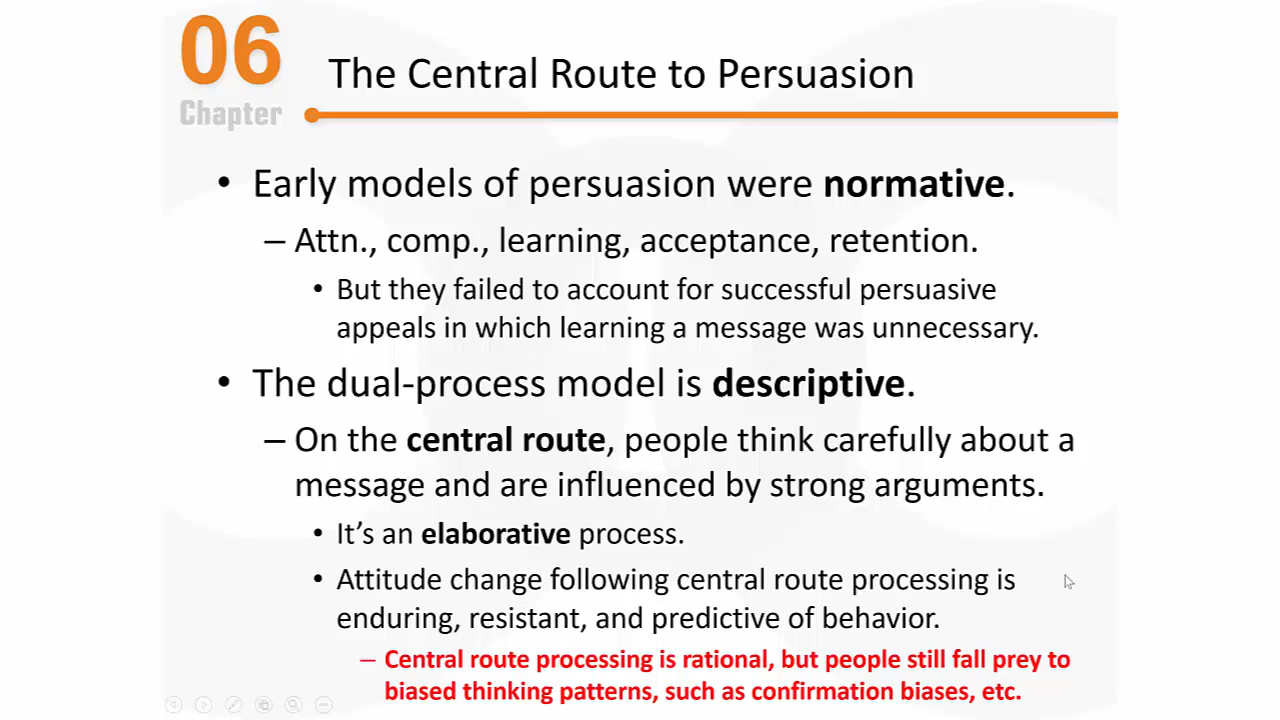 06
Chapter
The Central Route to Persuasion
• Early models of persuasion were normative.
– Attn., comp., learning, acceptance, retention.
• But they failed to account for successful persuasive
appeals in which learning a message was unnecessary.
• The dual-process model is descriptive.
– On the central route, people think carefully about a
message and are influenced by strong arguments.
• It’s an elaborative process.
• Attitude change following central route processing is
enduring, resistant, and predictive of behavior.
– Central route processing is rational, but people still fall prey to
biased thinking patterns, such as confirmation biases, etc.